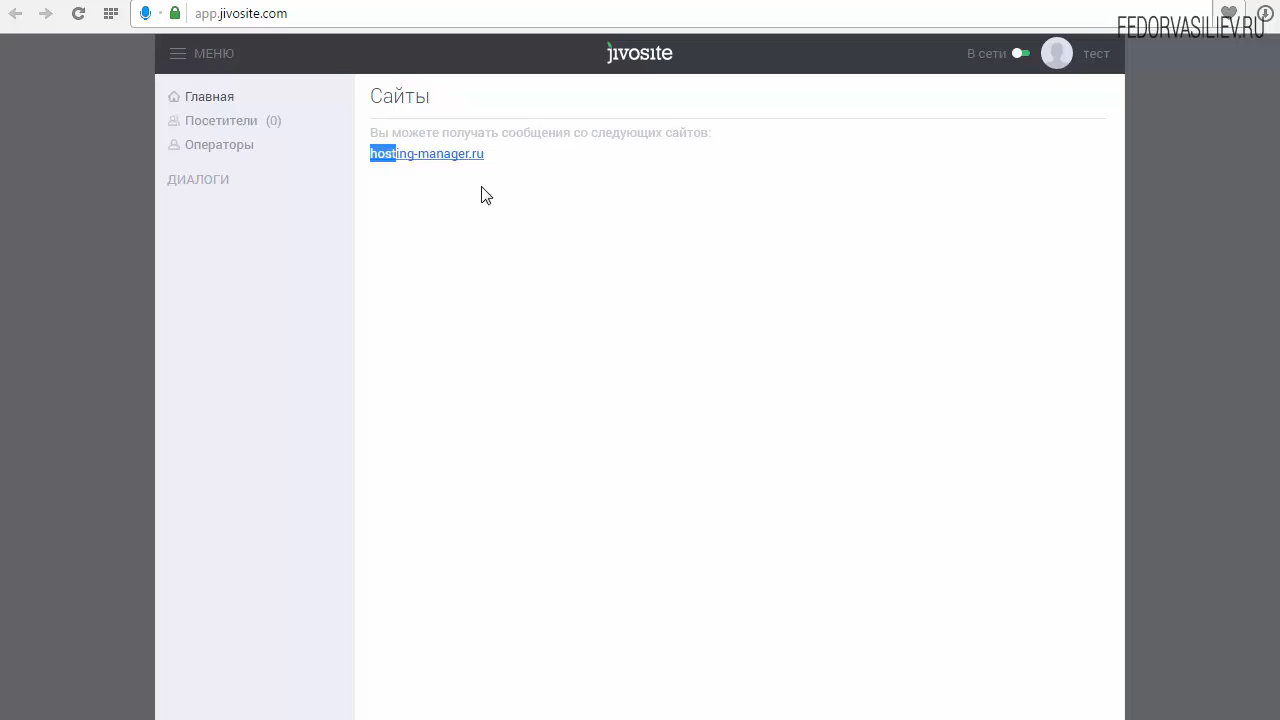 app.jivosite.com
FEDORVASILIEV.RU
МЕНЮ
jivosite
В сети
тест
Главная
Посетители (0)
Операторы
ДИАЛОГИ
Сайты
Вы можете получать сообщения со следующих сайтов:
hosting-manager.ru